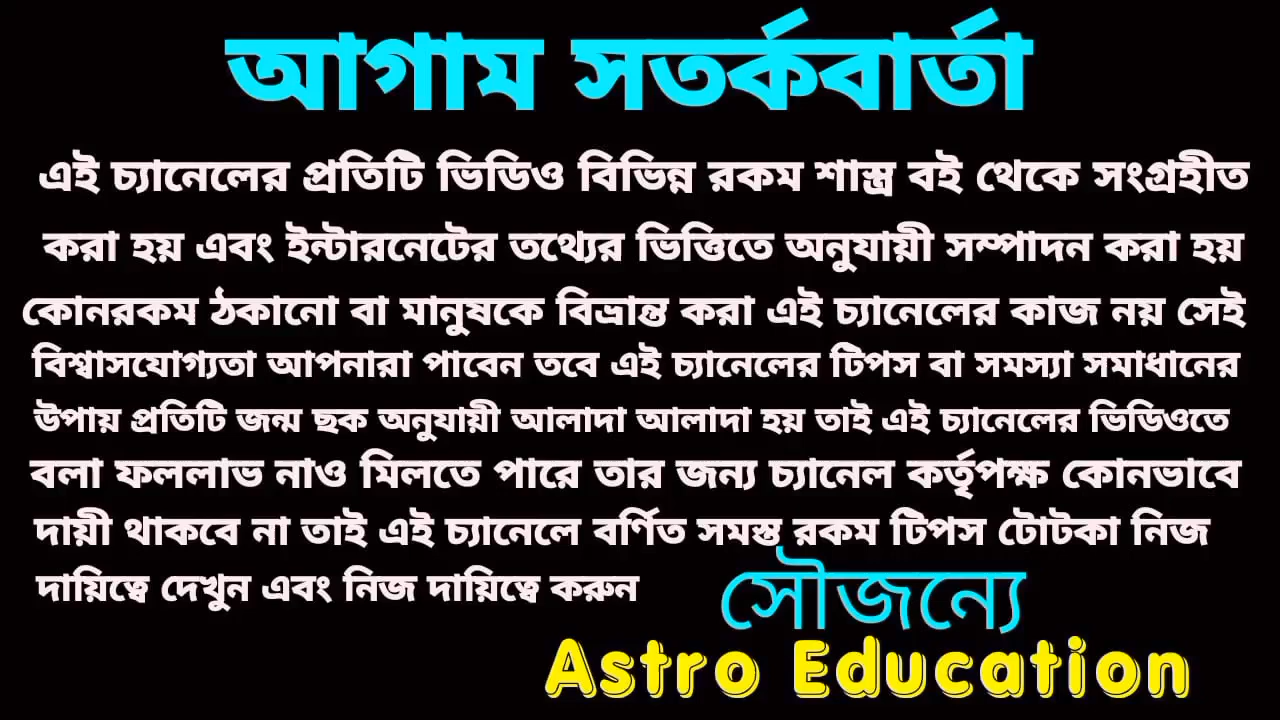 আগাম সতর্কবার্তা
এই চ্যানেলের প্রতিটি ভিডিও বিভিন্ন রকম শাস্ত্র বই থেকে সংগ্রহীত
করা হয় এবং ইন্টারনেটের তথ্যের ভিত্তিতে অনুযায়ী সম্পাদন করা হয়
কোনরকম ঠকানো বা মানুষকে বিভ্রান্ত করা এই চ্যানেলের কাজ নয় সেই
বিশ্বাসযোগ্যতা আপনারা পাবেন তবে এই চ্যানেলের টিপস বা সমস্যা সমাধানের
উপায় প্রতিটি জন্ম ছক অনুযায়ী আলাদা আলাদা হয় তাই এই চ্যানেলের ভিডিওতে
বলা ফললাভ নাও মিলতে পারে তার জন্য চ্যানেল কর্তৃপক্ষ কোনভাবে
দায়ী থাকবে না তাই এই চ্যানেলে বর্ণিত সমস্ত রকম টিপস টোটকা নিজ
দায়িত্বে দেখুন এবং নিজ দায়িত্বে করুন
সৌজন্যে
Astro Education